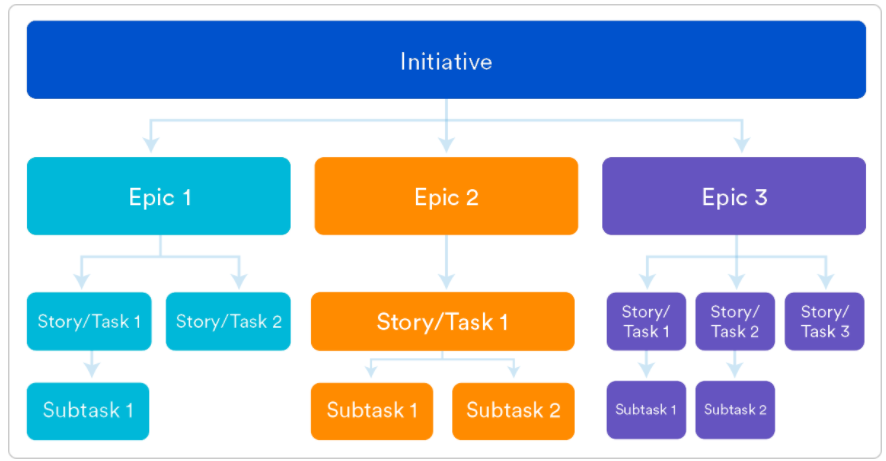 Initiative
Epic 1
Epic 2
Epic 3
Story/Task 1
Story/Task 2
Story/Task 1
Story/
Task 1
Story/
Task 2
Story/
Task 3
Subtask 1
Subtask 1
Subtask 2
Subtask 1
Subtask 2